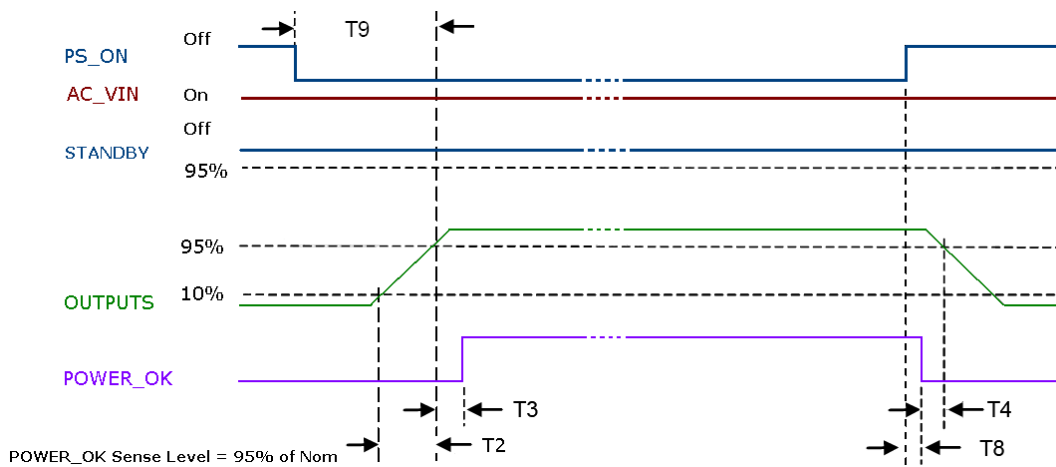 T9
Off
PS_ON
AC_VIN
On
Off
STANDBY
95%
95%
10%
OUTPUTS
POWER_OK
T3
T4
T2
T8
POWER_OK Sense Level = 95% of Nom